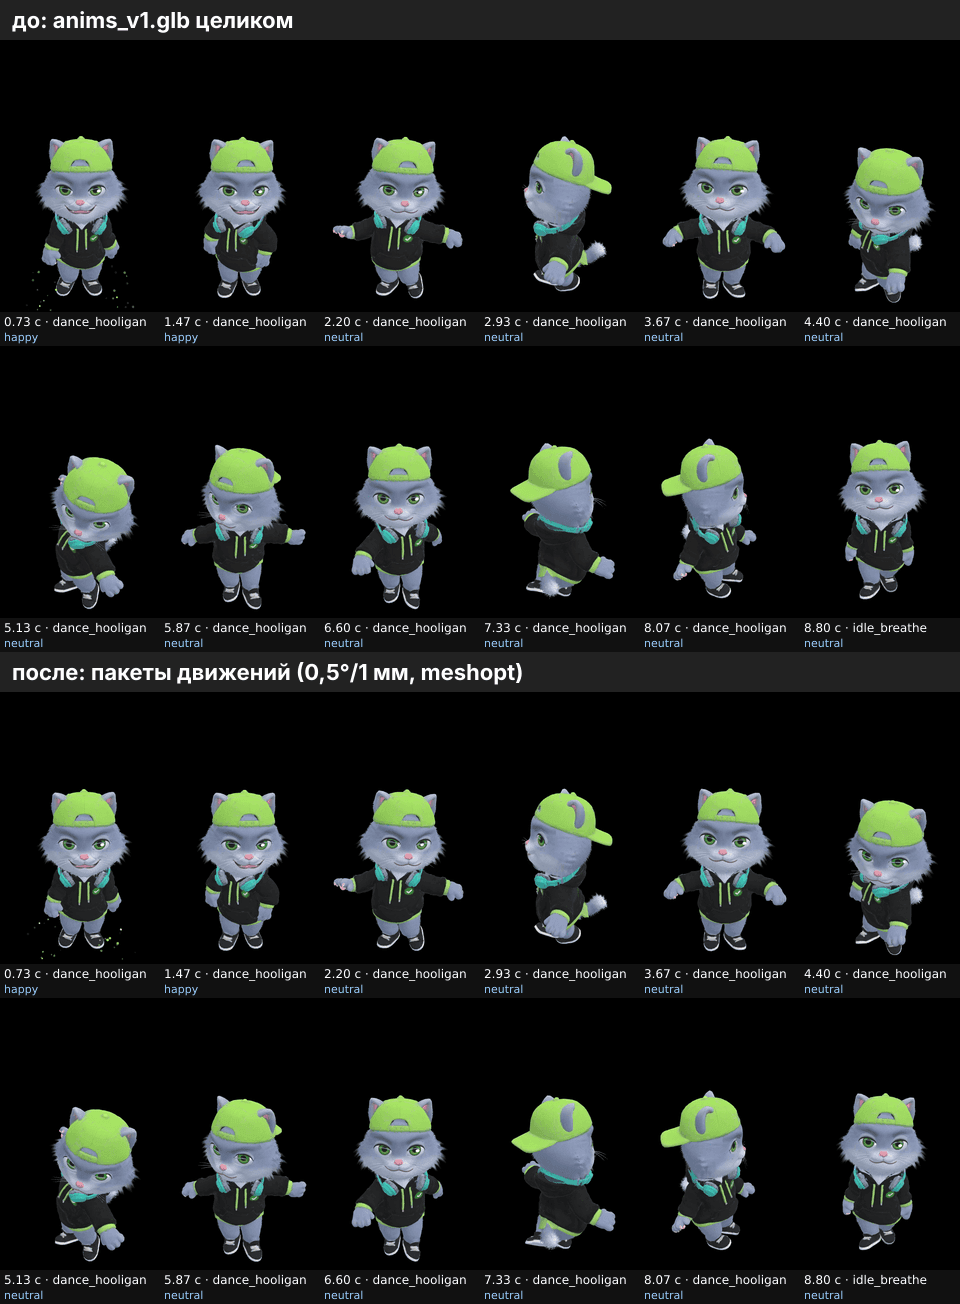 до: anims_v1.glb целиком
0.73 с · dance_hooligan
happy
1.47 с · dance_hooligan
happy
2.20 с · dance_hooligan
neutral
2.93 с · dance_hooligan
neutral
3.67 с · dance_hooligan
neutral
4.40 с · dance_hooligan
neutral
5.13 с · dance_hooligan
neutral
5.87 с · dance_hooligan
neutral
6.60 с · dance_hooligan
neutral
7.33 с · dance_hooligan
neutral
8.07 с · dance_hooligan
neutral
8.80 с · idle_breathe
neutral
после: пакеты движений (0,5°/1 мм, meshopt)
0.73 с · dance_hooligan
happy
1.47 с · dance_hooligan
happy
2.20 с · dance_hooligan
neutral
2.93 с · dance_hooligan
neutral
3.67 с · dance_hooligan
neutral
4.40 с · dance_hooligan
neutral
5.13 с · dance_hooligan
neutral
5.87 с · dance_hooligan
neutral
6.60 с · dance_hooligan
neutral
7.33 с · dance_hooligan
neutral
8.07 с · dance_hooligan
neutral
8.80 с · idle_breathe
neutral